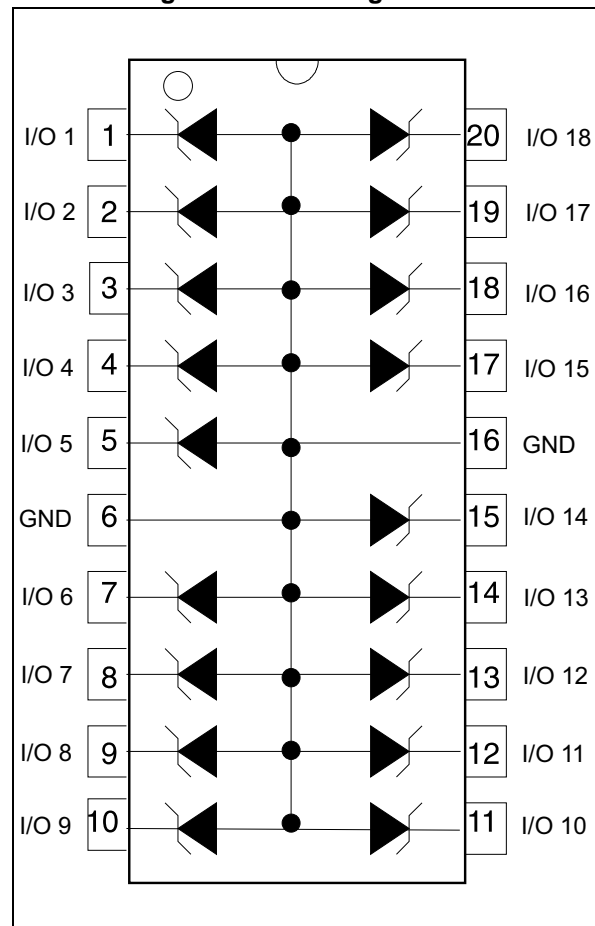 I/O 1 1 20 I/O 18
I/O 2 2 19 I/O 17
I/O 3 3 18 I/O 16
I/O 4 4 17 I/O 15
I/O 5 5 16 GND
GND 6 15 I/O 14
I/O 6 7 14 I/O 13
I/O 7 8 13 I/O 12
I/O 8 9 12 I/O 11
I/O 9 10 11 I/O 10